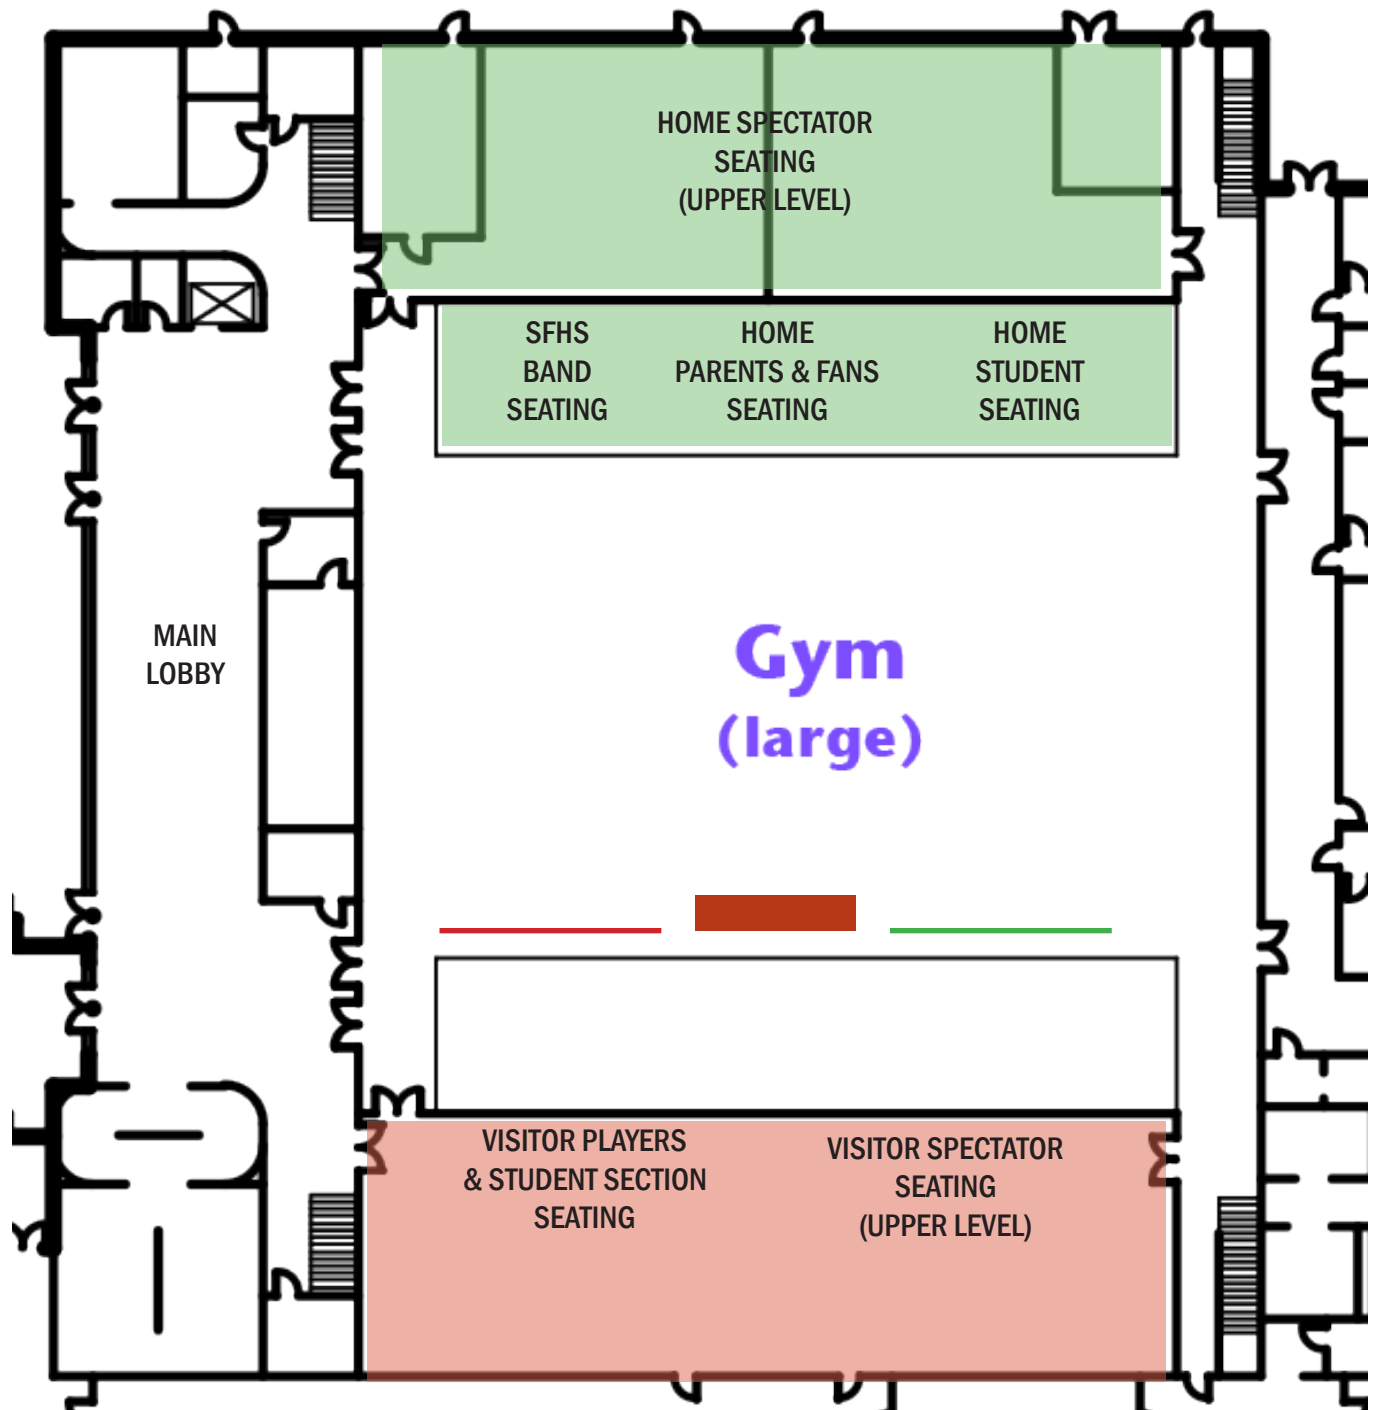 HOME SPECTATOR
SEATING
(UPPER LEVEL)
SFHS
BAND
SEATING
HOME
PARENTS & FANS
SEATING
HOME
STUDENT
SEATING
MAIN
LOBBY
Gym
(large)
VISITOR PLAYERS
& STUDENT SECTION
SEATING
VISITOR SPECTATOR
SEATING
(UPPER LEVEL)